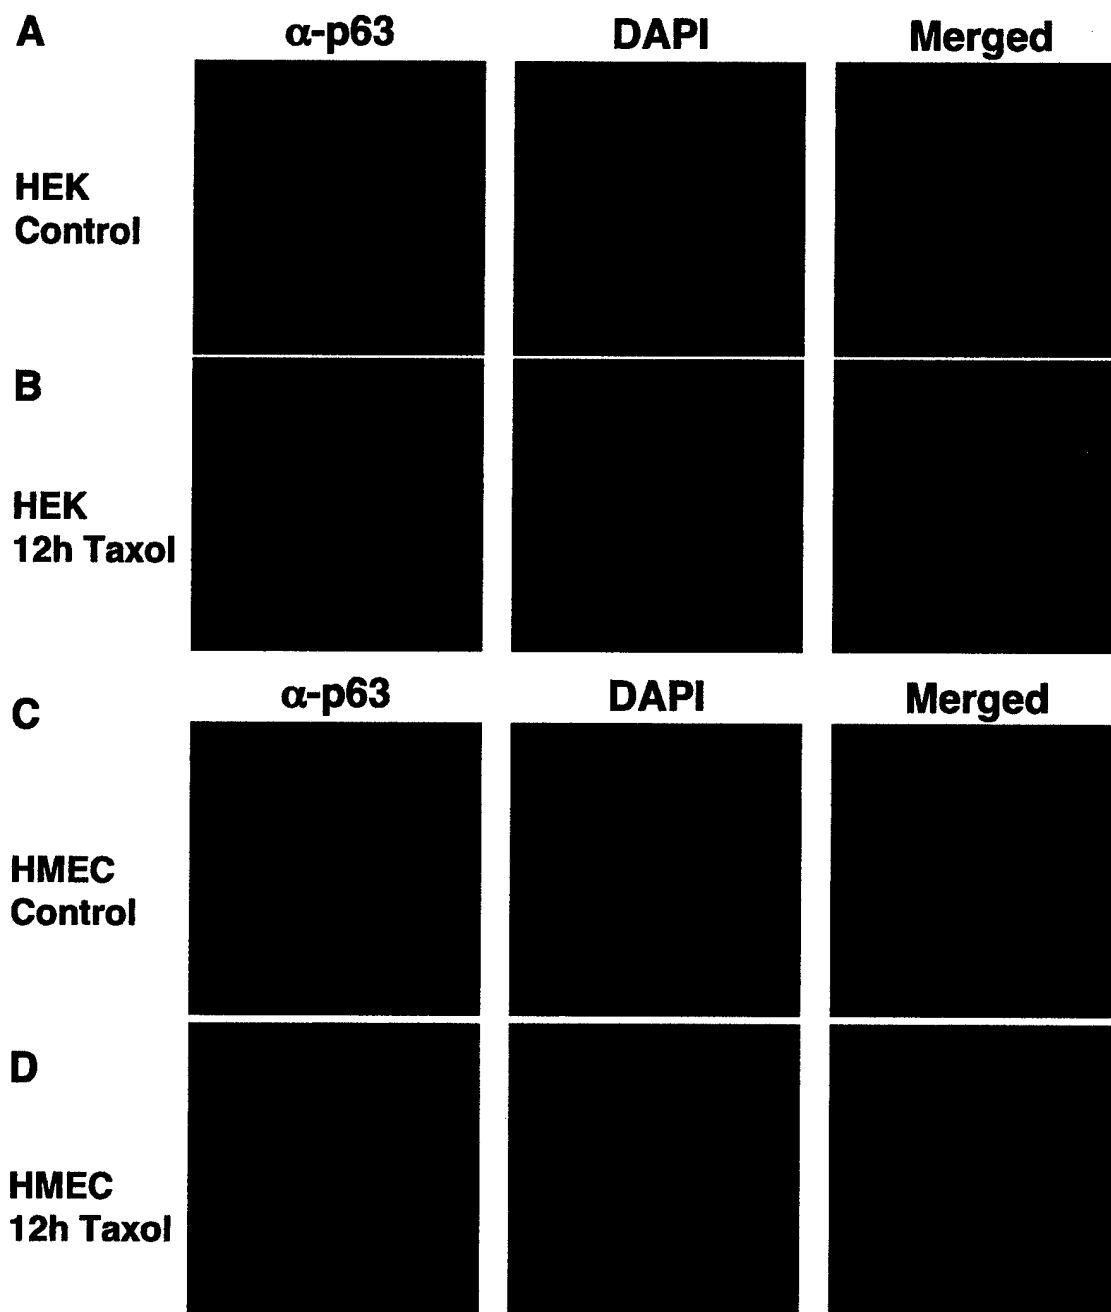 A
α-p63 DAPI Merged
HEK
Control
B
HEK
12h Taxol
C
α-p63 DAPI Merged
HMEC
Control
D
HMEC
12h Taxol